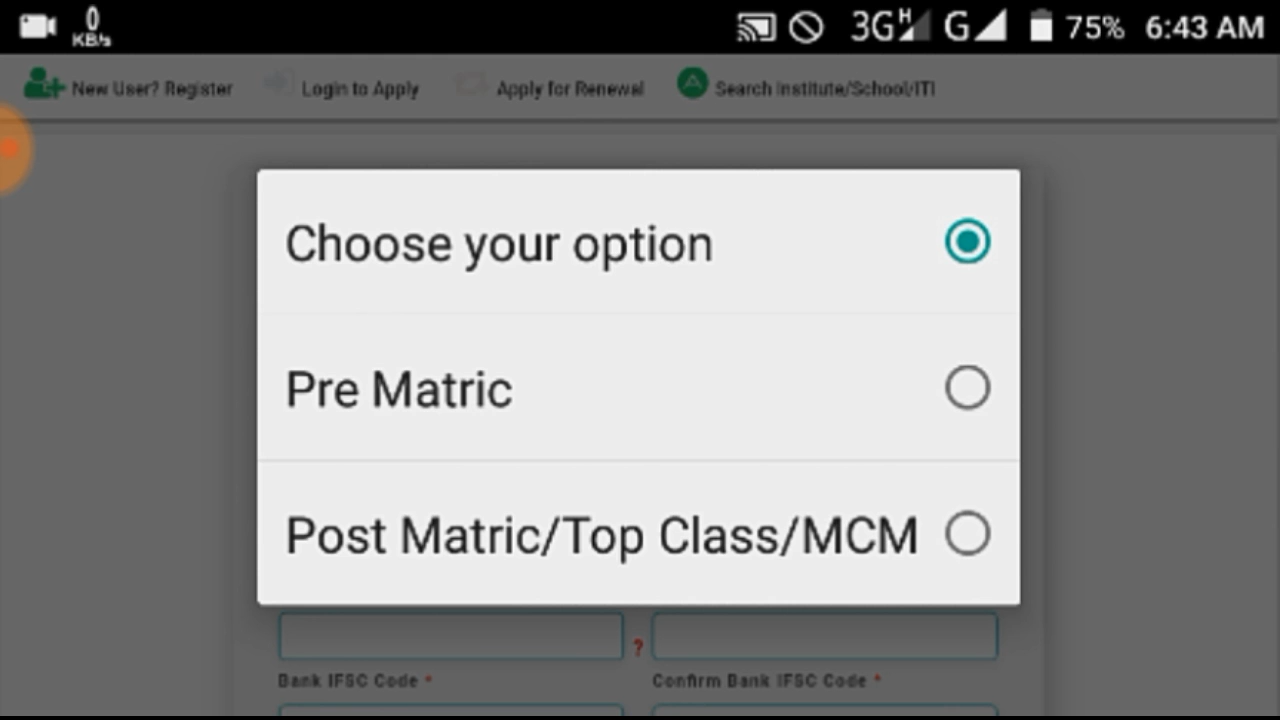 0 KB/s 3G H G 75% 6:43 AM
New User? Register Login to Apply Apply for Renewal Search Institute/School/ITI
Choose your option
Pre Matric
Post Matric/Top Class/MCM
?
Bank IFSC Code * Confirm Bank IFSC Code *